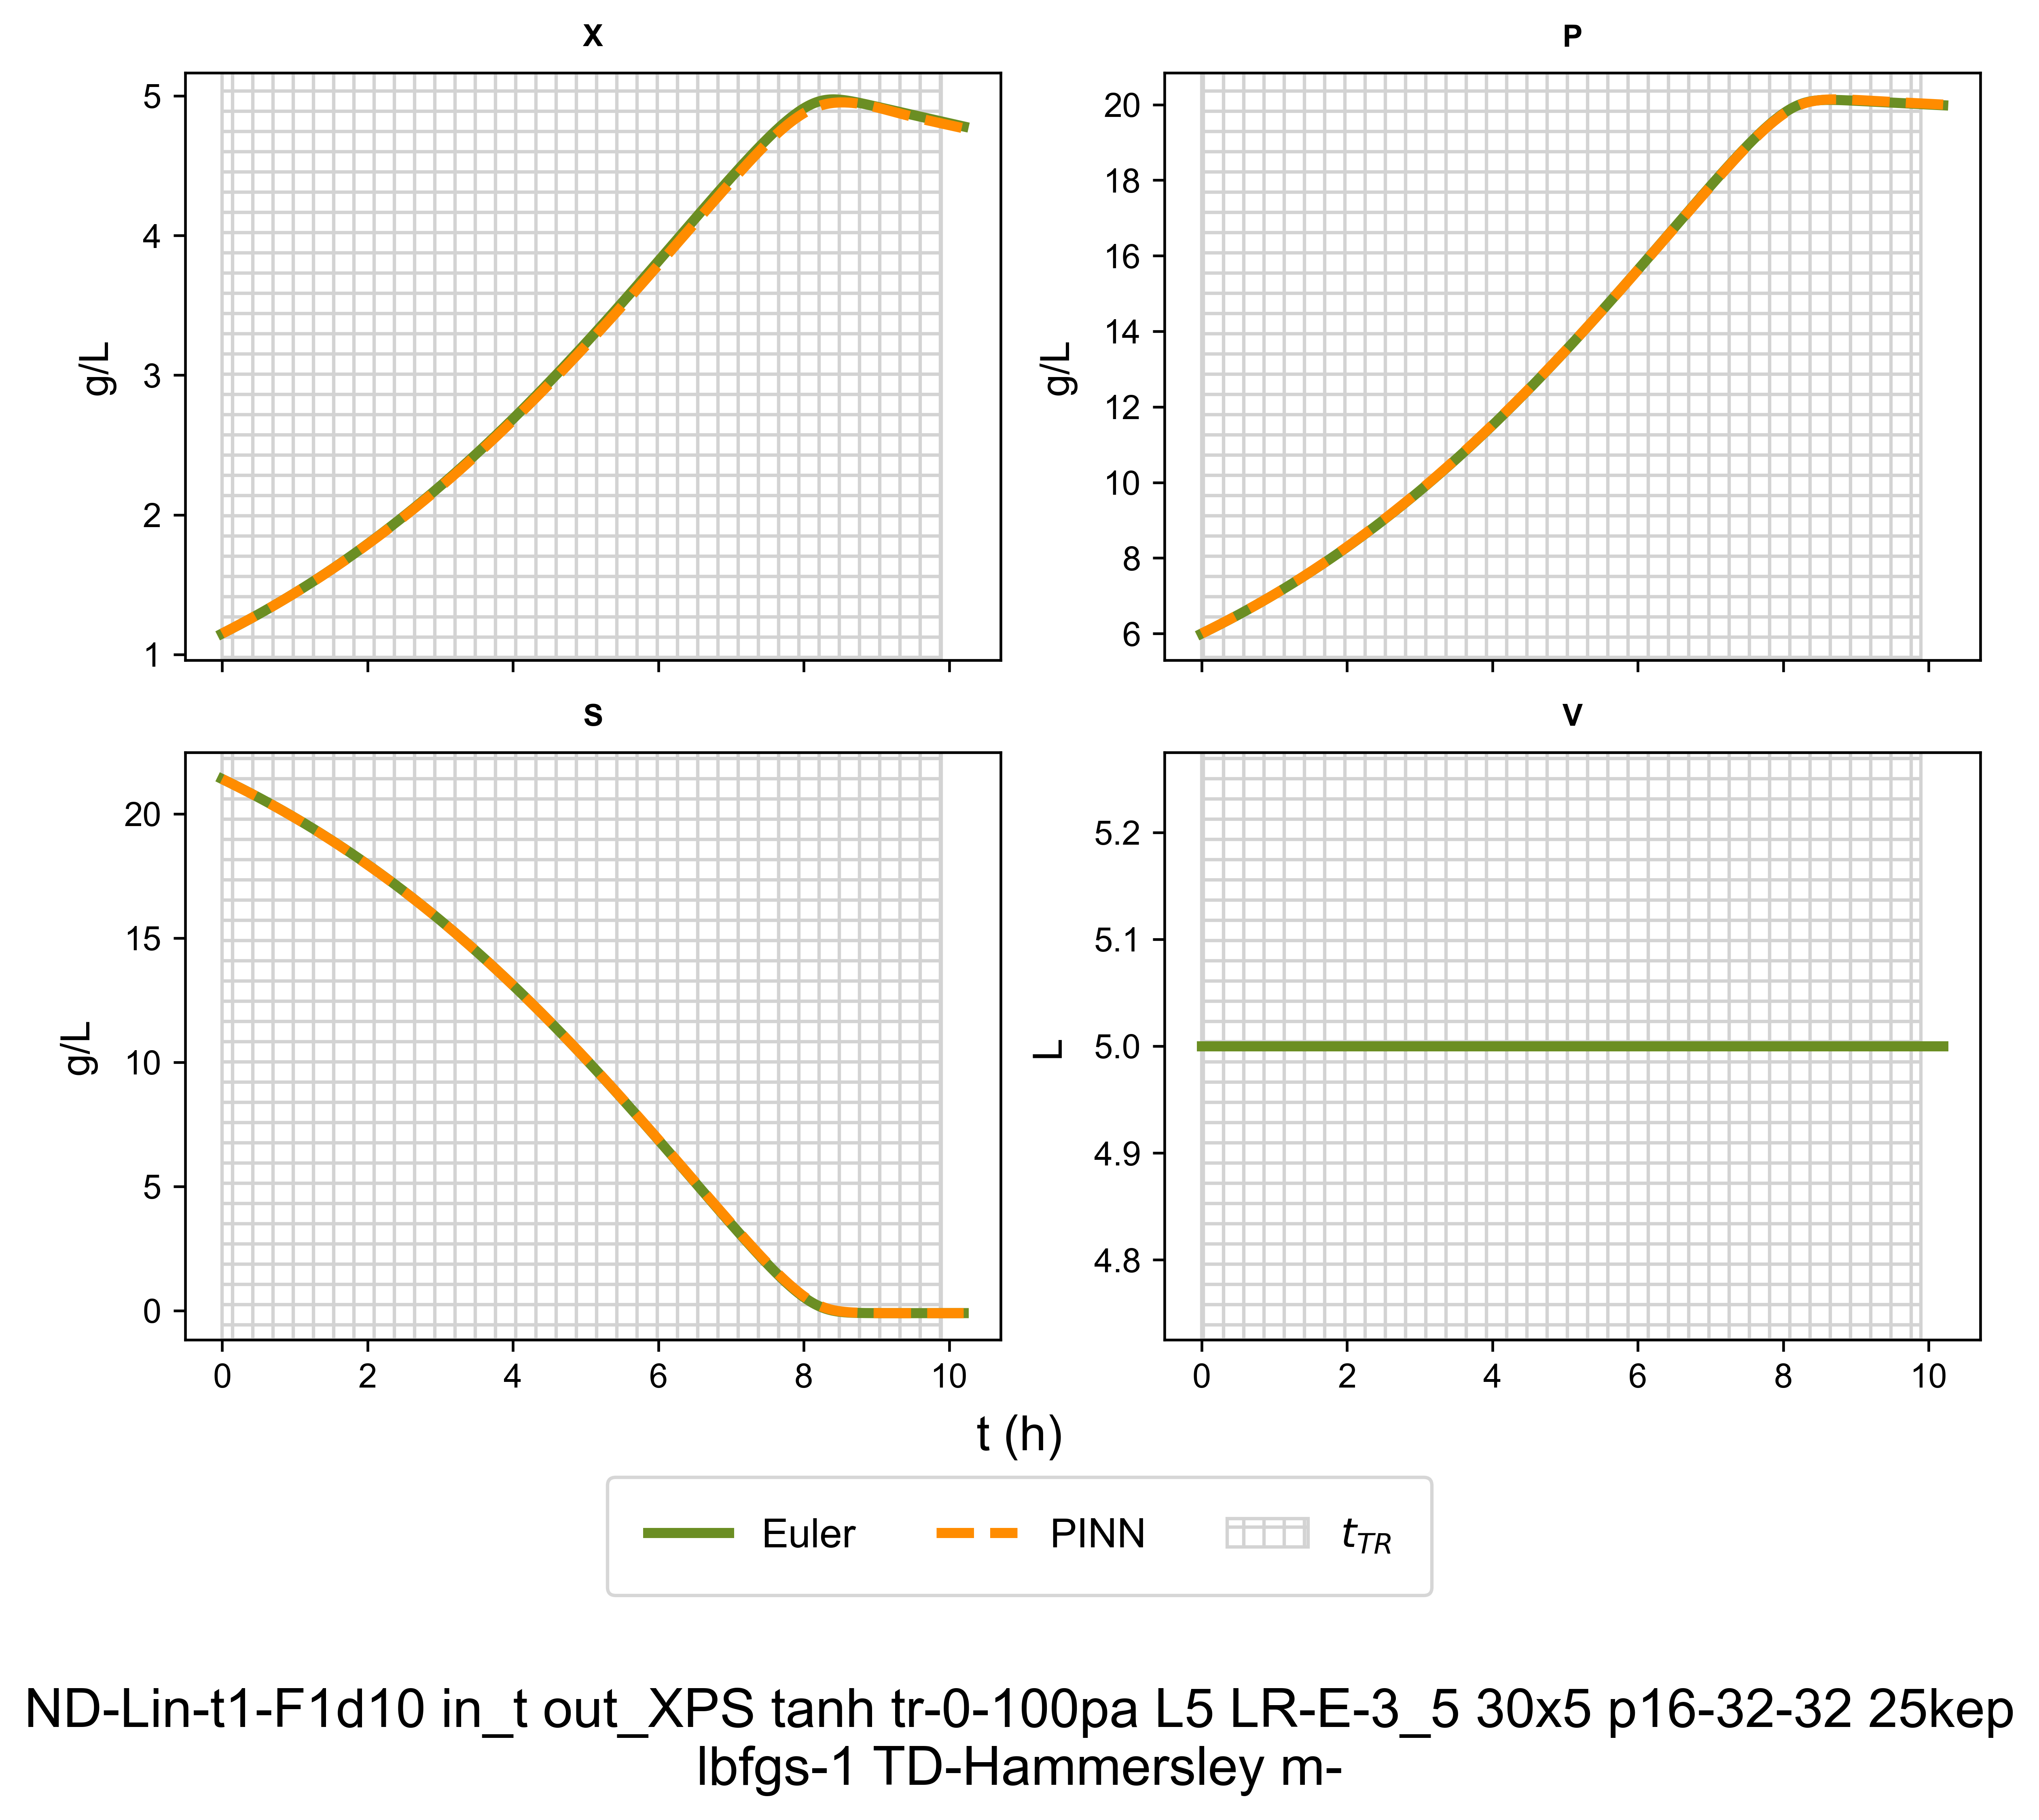 X
P
5
4
3
2
1
g/L
20
18
16
14
12
10
8
6
g/L
S
V
20
15
10
5
0
g/L
5.2
5.1
5.0
4.9
4.8
L
0 2 4 6 8 10
0 2 4 6 8 10
t (h)
Euler PINN t_TR
ND-Lin-t1-F1d10 in_t out_XPS tanh tr-0-100pa L5 LR-E-3_5 30x5 p16-32-32 25kep
lbfgs-1 TD-Hammersley m-